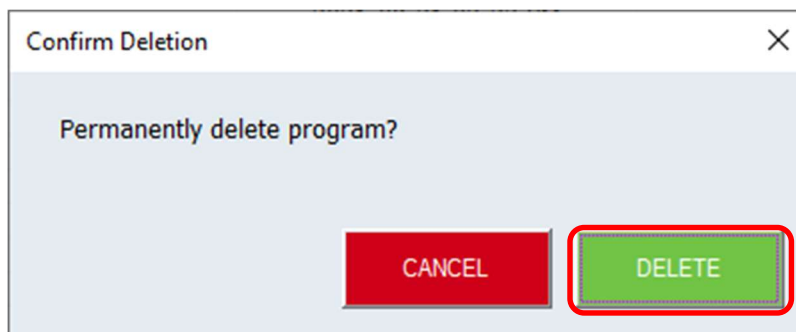 Confirm Deletion
Permanently delete program?
CANCEL
DELETE